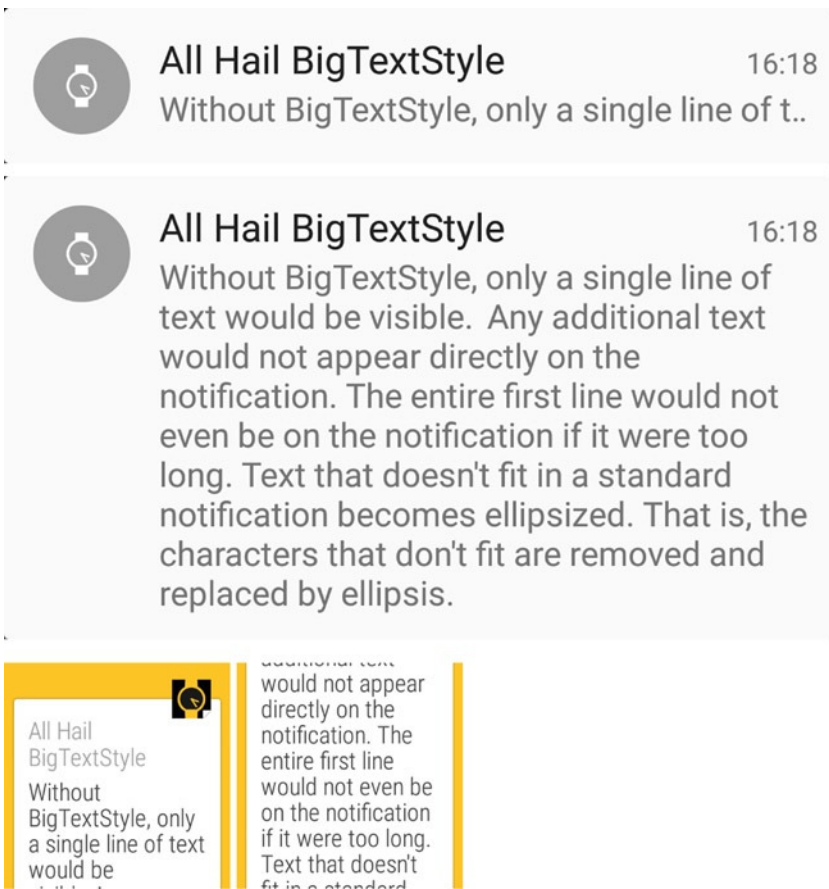 All Hail BigTextStyle 16:18
Without BigTextStyle, only a single line of t..
All Hail BigTextStyle 16:18
Without BigTextStyle, only a single line of
text would be visible.  Any additional text
would not appear directly on the
notification. The entire first line would not
even be on the notification if it were too
long. Text that doesn't fit in a standard
notification becomes ellipsized. That is, the
characters that don't fit are removed and
replaced by ellipsis.
All Hail
BigTextStyle
Without
BigTextStyle, only
a single line of text
would be
additional text
would not appear
directly on the
notification. The
entire first line
would not even be
on the notification
if it were too long.
Text that doesn't
fit in a standard